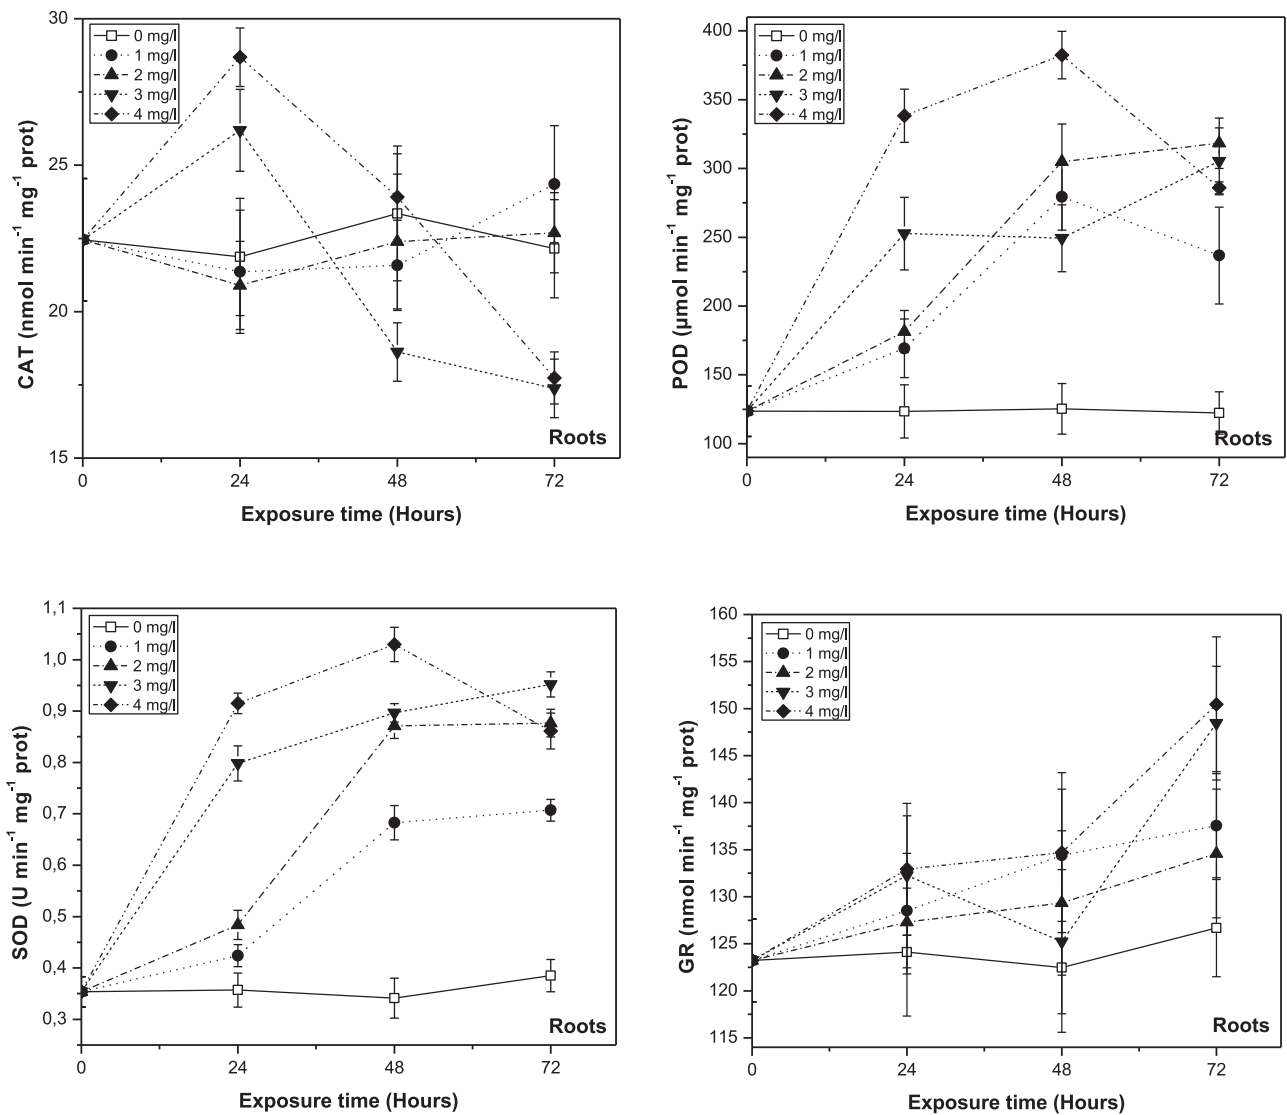 30
25
20
15
CAT (nmol min⁻¹ mg⁻¹ prot)
0 mg/l
1 mg/l
2 mg/l
3 mg/l
4 mg/l
Roots
0 24 48 72
Exposure time (Hours)
400
350
300
250
200
150
100
POD (µmol min⁻¹ mg⁻¹ prot)
0 mg/l
1 mg/l
2 mg/l
3 mg/l
4 mg/l
Roots
0 24 48 72
Exposure time (Hours)
1,1
1,0
0,9
0,8
0,7
0,6
0,5
0,4
0,3
SOD (U min⁻¹ mg⁻¹ prot)
0 mg/l
1 mg/l
2 mg/l
3 mg/l
4 mg/l
Roots
0 24 48 72
Exposure time (Hours)
160
155
150
145
140
135
130
125
120
115
GR (nmol min⁻¹ mg⁻¹ prot)
0 mg/l
1 mg/l
2 mg/l
3 mg/l
4 mg/l
Roots
0 24 48 72
Exposure time (Hours)